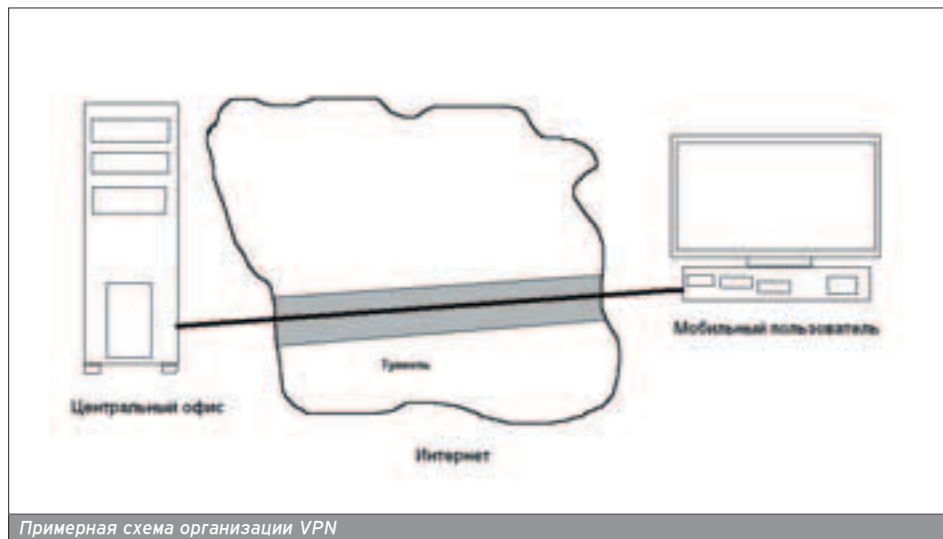 Туннель
Мобильный пользователь
Центральный офис
Интернет
Примерная схема организации VPN